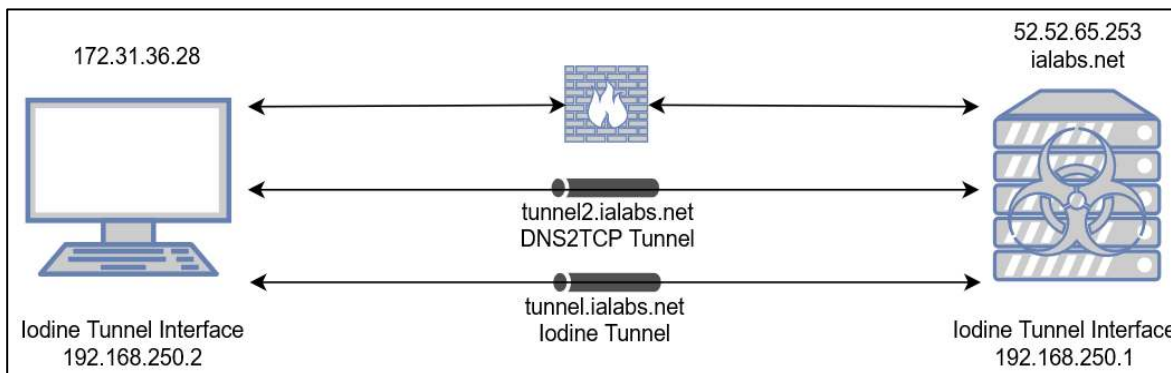 172.31.36.28
52.52.65.253
ialabs.net
tunnel2.ialabs.net
DNS2TCP Tunnel
tunnel.ialabs.net
Iodine Tunnel
Iodine Tunnel Interface
192.168.250.2
Iodine Tunnel Interface
192.168.250.1